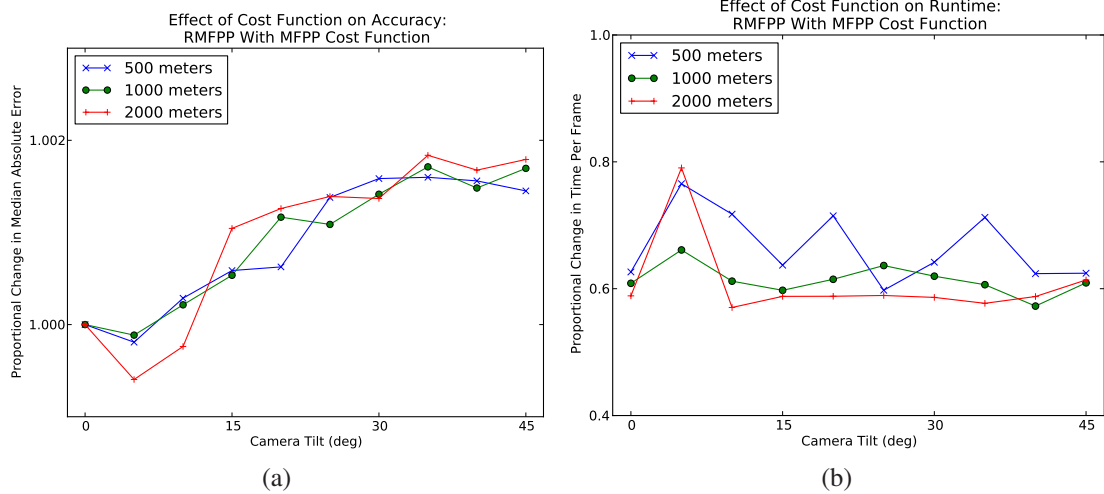 Effect of Cost Function on Accuracy:
RMFPP With MFPP Cost Function
500 meters
1000 meters
2000 meters
Proportional Change in Median Absolute Error
1.002
1.000
0
15
30
45
Camera Tilt (deg)
(a)
Effect of Cost Function on Runtime:
RMFPP With MFPP Cost Function
500 meters
1000 meters
2000 meters
Proportional Change in Time Per Frame
1.0
0.8
0.6
0.4
0
15
30
45
Camera Tilt (deg)
(b)